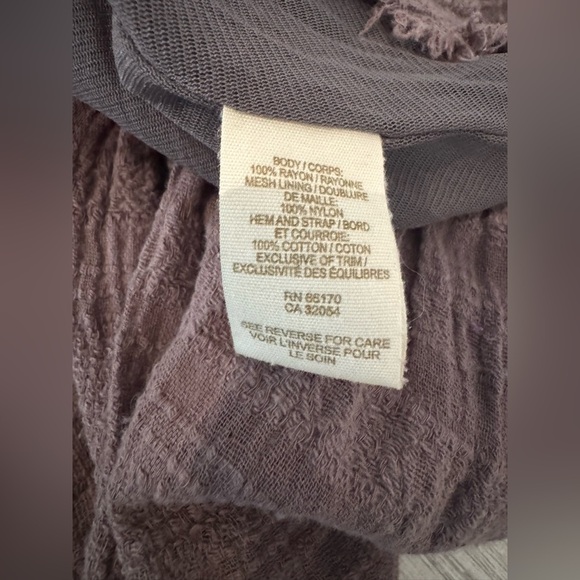 BODY / CORPS:
100% RAYON / RAYONNE
MESH LINING / DOUBLURE
DE MAILLE:
100% NYLON
HEM AND STRAP / BORD
ET COURROIE:
100% COTTON / COTON
EXCLUSIVE OF TRIM /
EXCLUSIVITÉ DES ÉQUILIBRES
RN 66170
CA 32054
SEE REVERSE FOR CARE
VOIR L'INVERSE POUR
LE SOIN